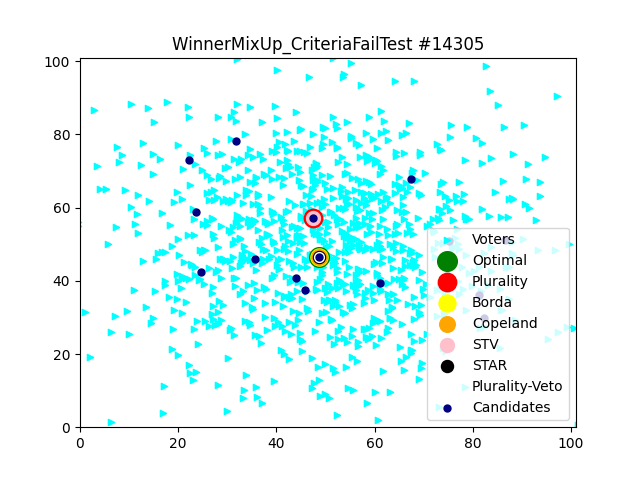 WinnerMixUp_CriteriaFailTest #14305
100
80
60
40
20
0
0
20
40
60
80
100
Voters
Optimal
Plurality
Borda
Copeland
STV
STAR
Plurality-Veto
Candidates